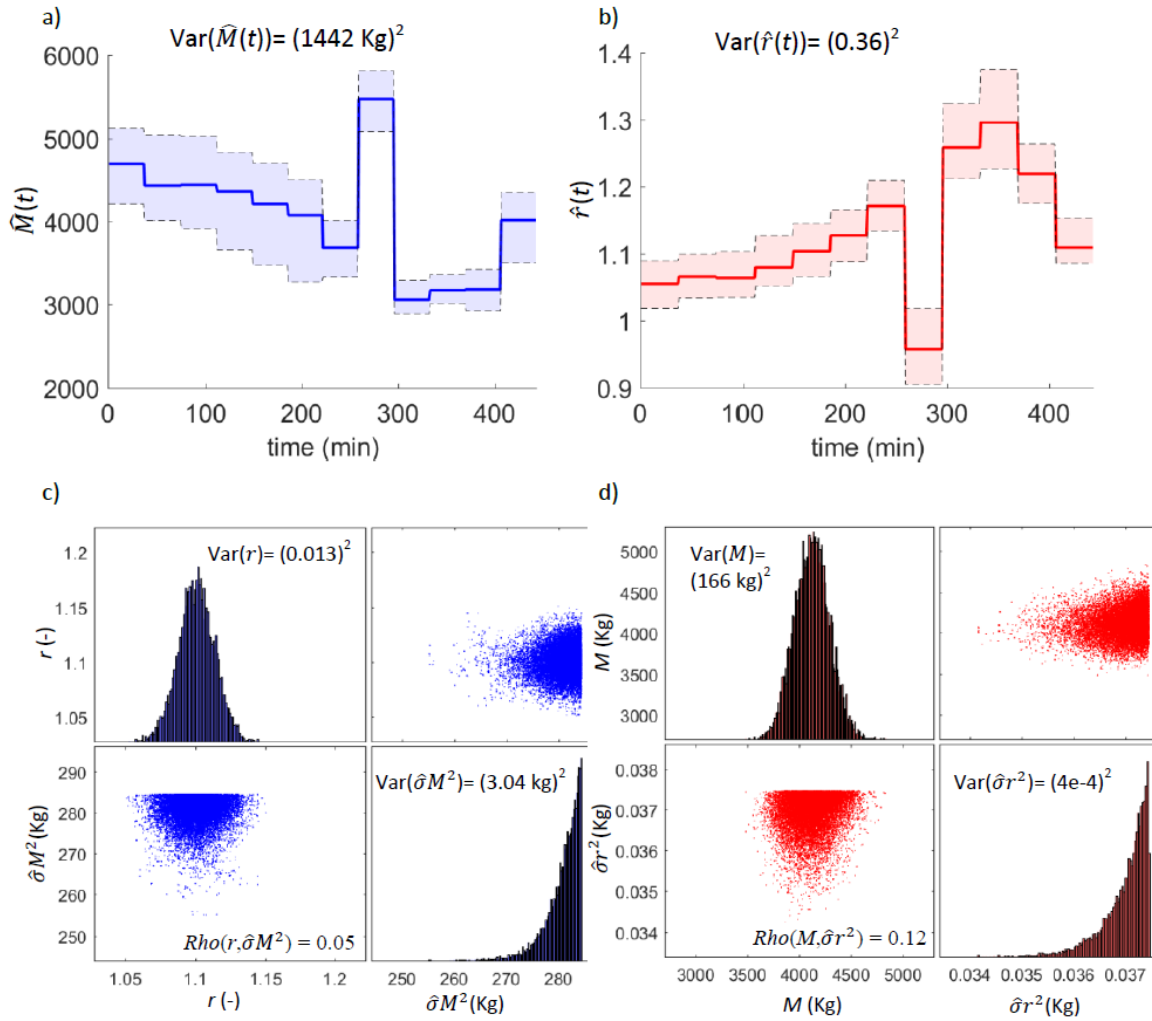 a)
Var(M̂(t))= (1442 Kg)²
6000
5000
4000
3000
2000
M̂(t)
0 100 200 300 400
time (min)
b)
Var(r̂(t))= (0.36)²
1.4
1.3
1.2
1.1
1
0.9
r̂(t)
0 100 200 300 400
time (min)
c)
Var(r)= (0.013)²
1.2
1.15
1.1
1.05
r (-)
290
280
270
260
250
σ̂M²(Kg)
Var(σ̂M²)= (3.04 kg)²
Rho(r,σ̂M²) = 0.05
1.05 1.1 1.15 1.2
r (-)
250 260 270 280
σ̂M²(Kg)
d)
Var(M)=
(166 kg)²
5000
4500
4000
3500
3000
M (Kg)
0.038
0.037
0.036
0.035
0.034
σ̂r²(Kg)
Var(σ̂r²)= (4e-4)²
Rho(M,σ̂r²) = 0.12
3000 3500 4000 4500 5000
M (Kg)
0.034 0.035 0.036 0.037
σ̂r²(Kg)